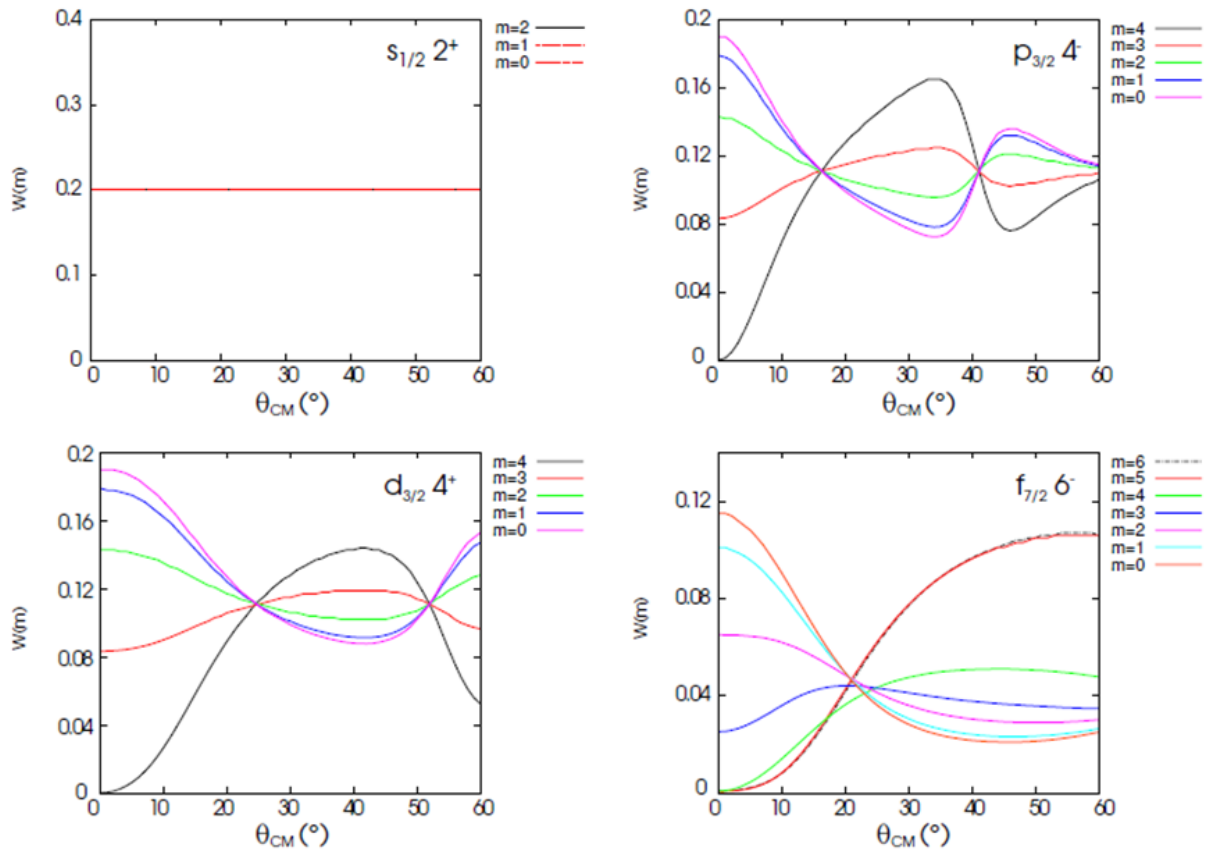 0.4
0.3
0.2
0.1
0
W(m)
0 10 20 30 40 50 60
θCM (°)
s1/2 2+
m=2
m=1
m=0
0.16
0.12
0.08
0.04
0
W(m)
0 10 20 30 40 50 60
θCM (°)
p3/2 4-
m=4
m=3
m=2
m=1
m=0
0.2
0.16
0.12
0.08
0.04
0
W(m)
0 10 20 30 40 50 60
θCM (°)
d3/2 4+
m=4
m=3
m=2
m=1
m=0
0.12
0.08
0.04
0
W(m)
0 10 20 30 40 50 60
θCM (°)
f7/2 6-
m=6
m=5
m=4
m=3
m=2
m=1
m=0